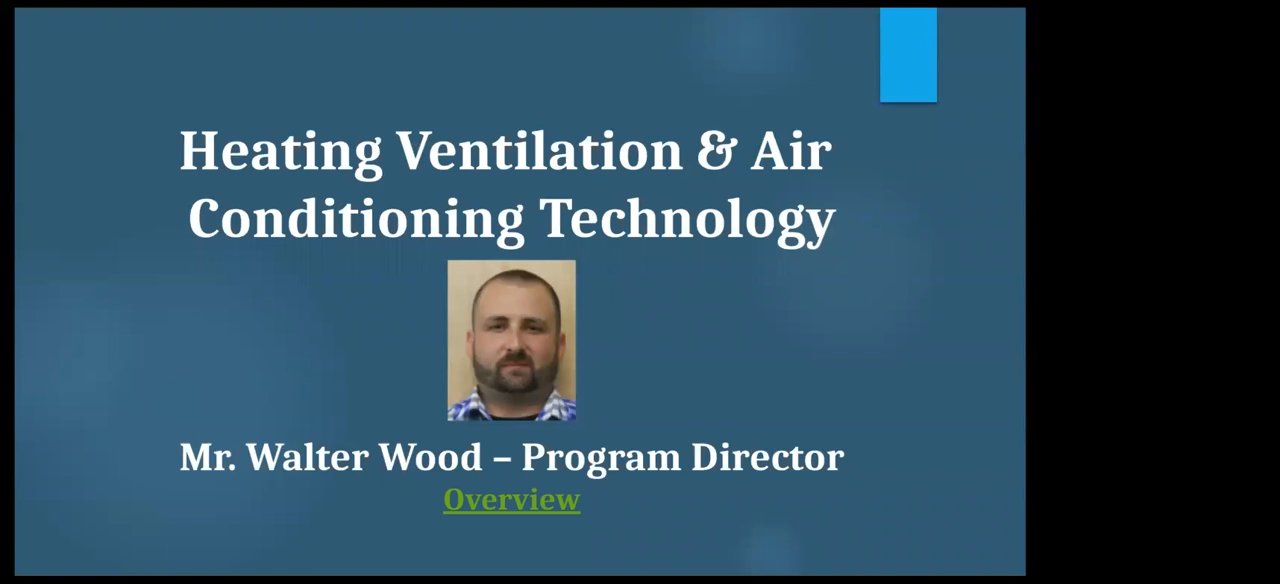 Heating Ventilation & Air
Conditioning Technology
Mr. Walter Wood – Program Director
Overview